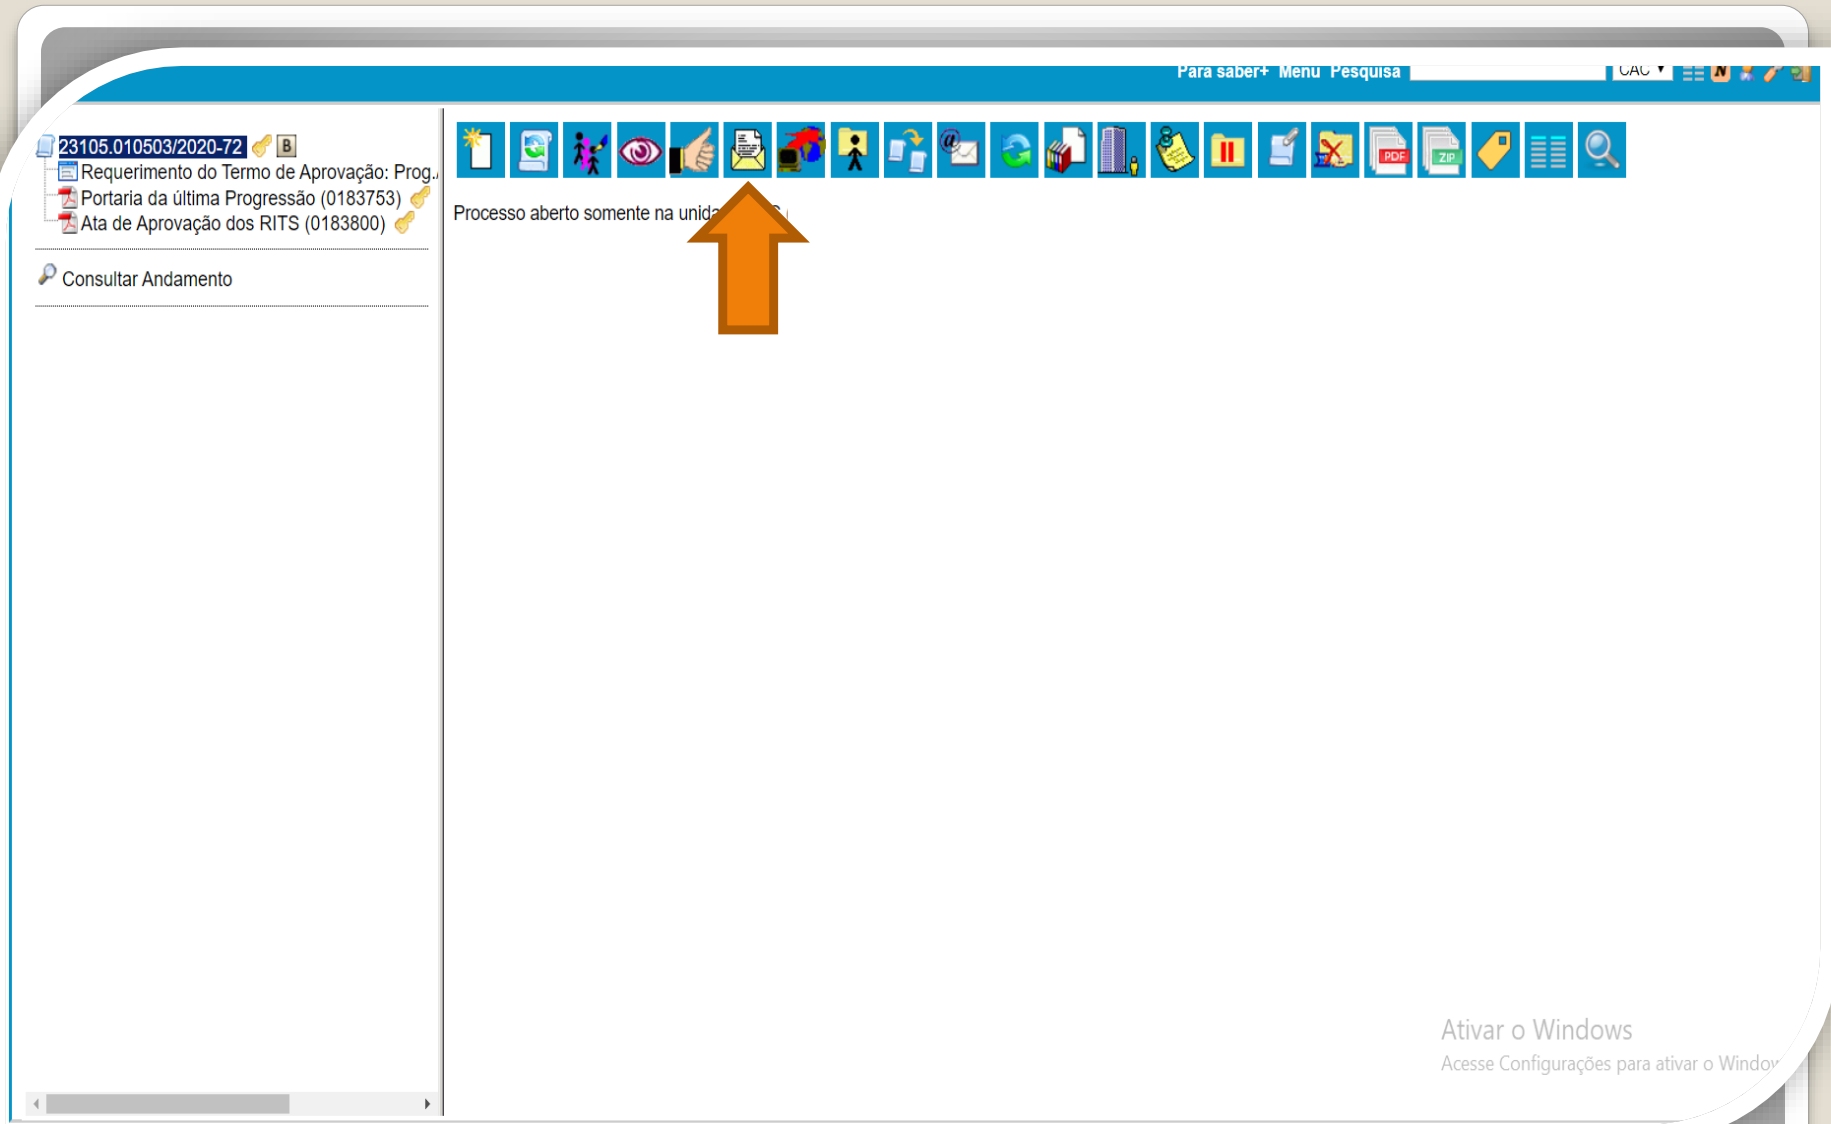 Para saber+ Menu Pesquisa CAC
23105.010503/2020-72 B
Requerimento do Termo de Aprovação: Prog./
Portaria da última Progressão (0183753)
Ata de Aprovação dos RITS (0183800)
Consultar Andamento
N
PDF
ZIP
Processo aberto somente na
Ativar o Windows
Acesse Configurações para ativar o